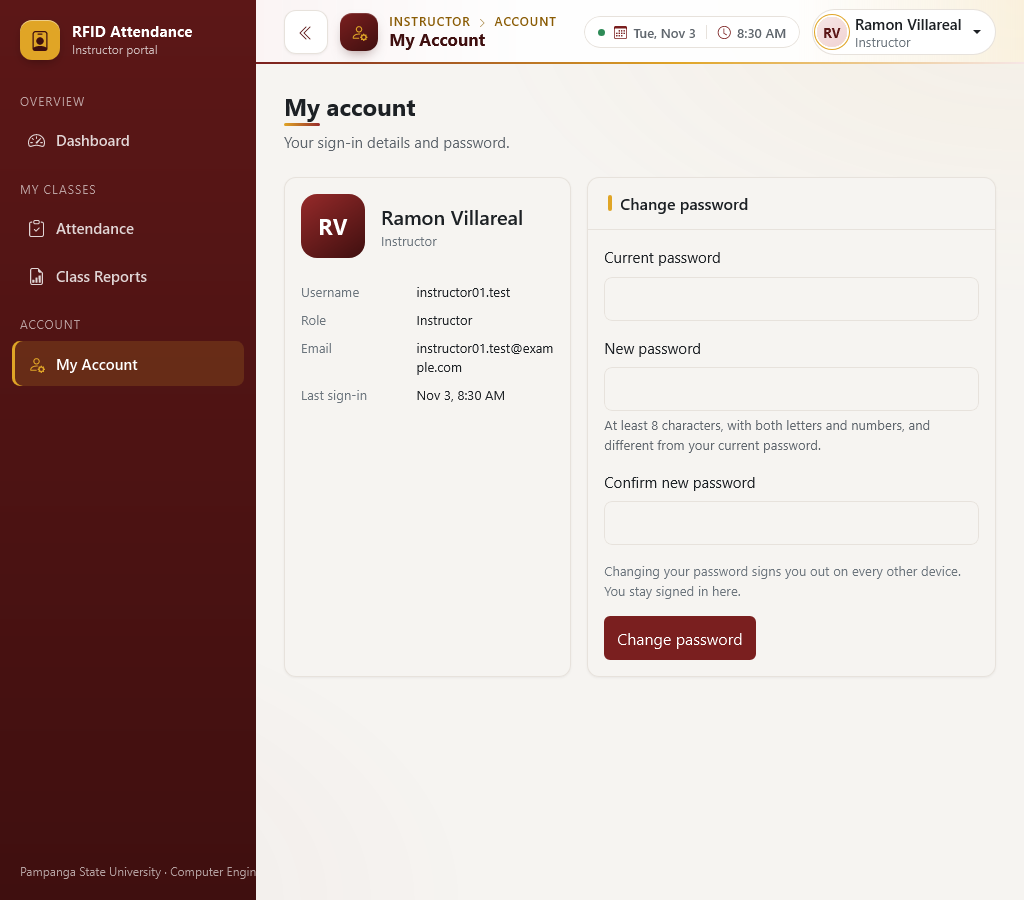 RFID Attendance
Instructor portal
OVERVIEW
Dashboard
MY CLASSES
Attendance
Class Reports
ACCOUNT
My Account
Pampanga State University · Computer Engin
INSTRUCTOR > ACCOUNT
My Account
Tue, Nov 3
8:30 AM
RV
Ramon Villareal
Instructor
My account
Your sign-in details and password.
RV
Ramon Villareal
Instructor
Username instructor01.test
Role Instructor
Email instructor01.test@exam
ple.com
Last sign-in Nov 3, 8:30 AM
Change password
Current password
New password
At least 8 characters, with both letters and numbers, and
different from your current password.
Confirm new password
Changing your password signs you out on every other device.
You stay signed in here.
Change password